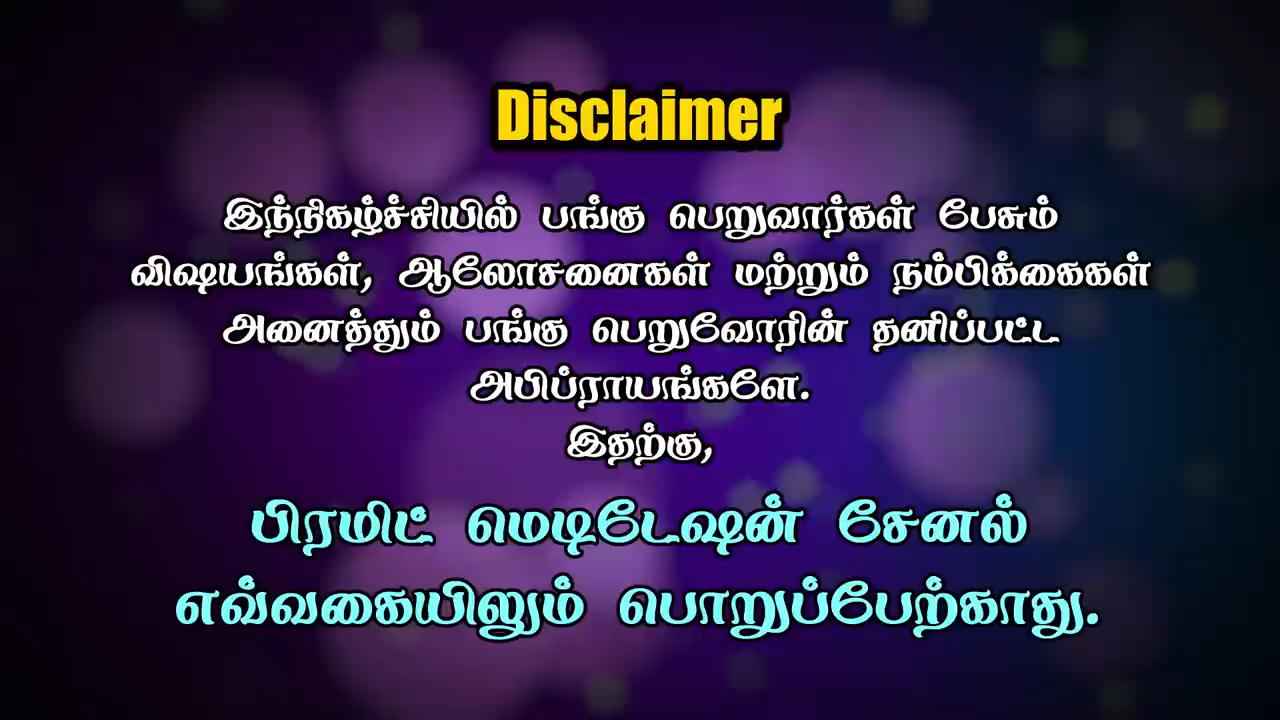 Disclaimer
இந்நிகழ்ச்சியில் பங்கு பெறுவார்கள் பேசும்
விஷயங்கள், ஆலோசனைகள் மற்றும் நம்பிக்கைகள்
அனைத்தும் பங்கு பெறுவோரின் தனிப்பட்ட
அபிப்ராயங்களே.
இதற்கு,
பிரமிட் மெடிடேஷன் சேனல்
எவ்வகையிலும் பொறுப்பேற்காது.